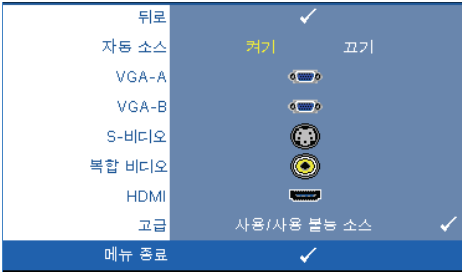 뒤로
자동 소스 켜기 끄기
VGA-A
VGA-B
S-비디오
복합 비디오
HDMI
고급 사용/사용 불능 소스
메뉴 종료